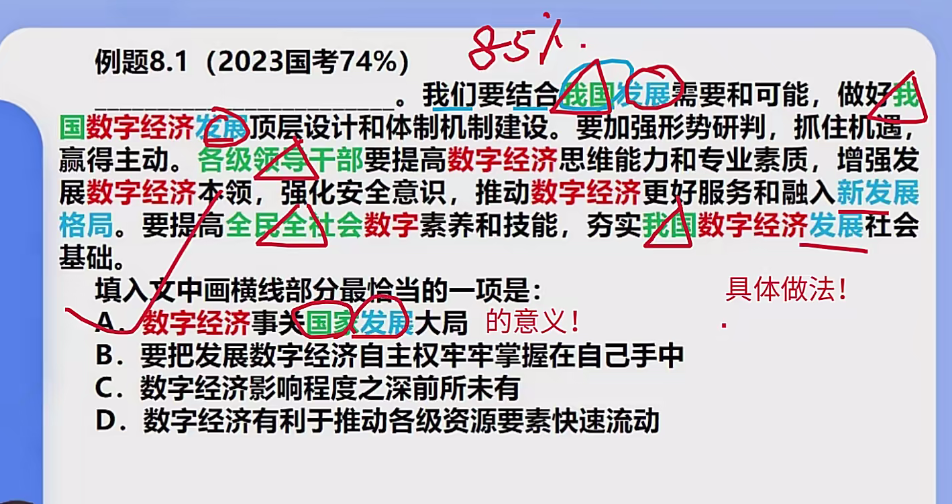 85%.
例题8.1（2023国考74%）
____________________。我们要结合我国发展需要和可能，做好我
国数字经济发展顶层设计和体制机制建设。要加强形势研判，抓住机遇，
赢得主动。各级领导干部要提高数字经济思维能力和专业素质，增强发
展数字经济本领，强化安全意识，推动数字经济更好服务和融入新发展
格局。要提高全民全社会数字素养和技能，夯实我国数字经济发展社会
基础。
填入文中画横线部分最恰当的一项是：
具体做法！
A．数字经济事关国家发展大局 的意义！
B．要把发展数字经济自主权牢牢掌握在自己手中
C．数字经济影响程度之深前所未有
D．数字经济有利于推动各级资源要素快速流动